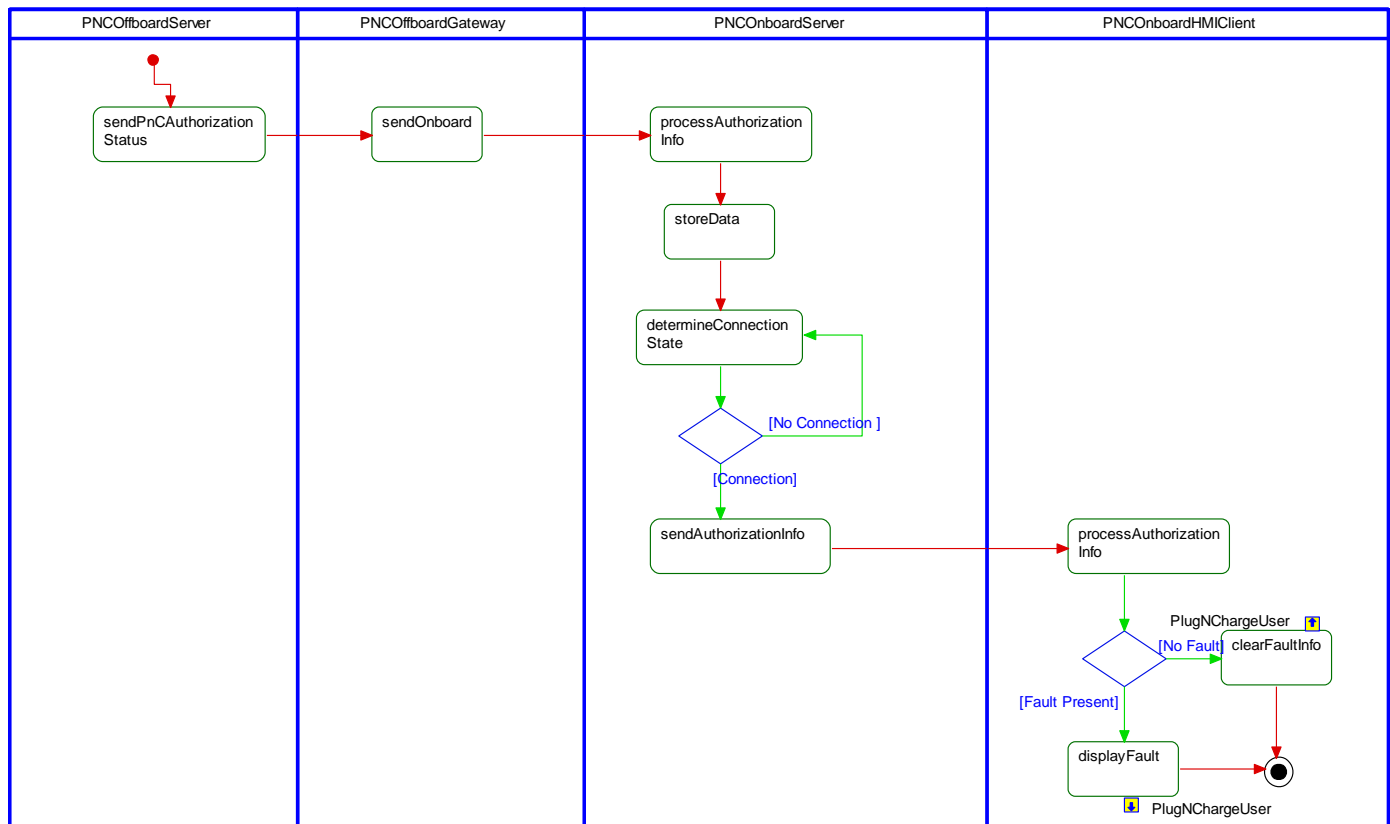 PNCOffboardServer
PNCOffboardGateway
PNCOnboardServer
PNCOnboardHMIClient
sendPnCAuthorization
Status
sendOnboard
processAuthorization
Info
storeData
determineConnection
State
[No Connection ]
[Connection]
sendAuthorizationInfo
processAuthorization
Info
PlugNChargeUser
[No Fault]
clearFaultInfo
[Fault Present]
displayFault
PlugNChargeUser